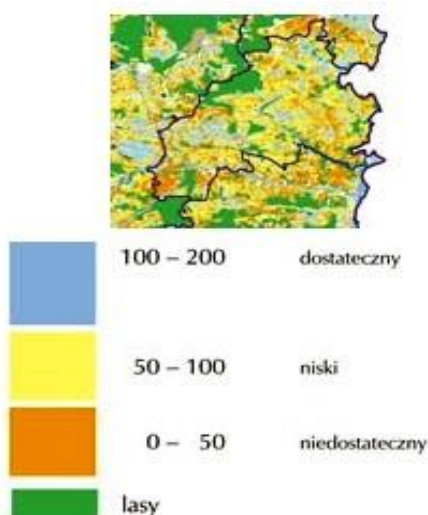 100 – 200 dostateczny
50 – 100 niski
0 – 50 niedostateczny
lasy